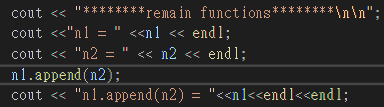 cout << "********remain functions********\n\n";
cout <<"n1 = " <<n1 << endl;
cout << "n2 = " << n2 << endl;
n1.append(n2);
cout << "n1.append(n2) = "<<n1<<endl<<endl;